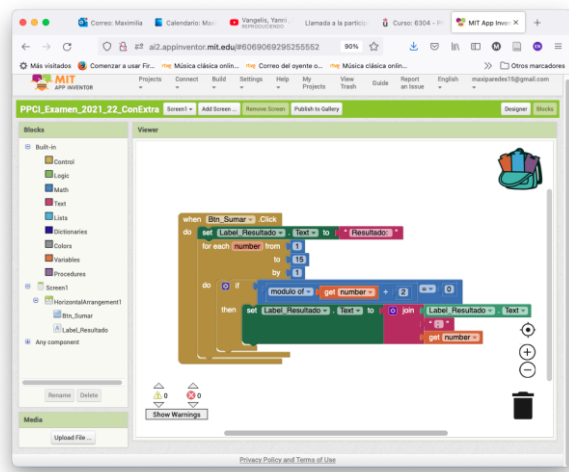 Correo: Maximilia
Calendario: Max
Vangelis, Yanni,
REPRODUCIENDO
Llamada a la particip
Curso: 6304 - P
MIT App Inven
ai2.appinventor.mit.edu/#6069069295255552
90%
Más visitados
Comenzar a usar Fir...
Música clásica onlin...
Correo del oyente o...
Música clásica onlin...
Otros marcadores
MIT
APP INVENTOR
Projects
Connect
Build
Settings
Help
My Projects
View Trash
Guide
Report an Issue
English
maxiparedes15@gmail.com
PPCI_Examen_2021_22_ConExtra
Screen1
Add Screen ...
Remove Screen
Publish to Gallery
Designer
Blocks
Blocks
Viewer
Built-in
Control
Logic
Math
Text
Lists
Dictionaries
Colors
Variables
Procedures
Screen1
HorizontalArrangement1
Btn_Sumar
Label_Resultado
Any component
Rename
Delete
Media
Upload File ...
when Btn_Sumar .Click
do set Label_Resultado . Text to " Resultado: "
for each number from 1
to 15
by 1
do if modulo of get number ÷ 2 = 0
then set Label_Resultado . Text to join Label_Resultado . Text
get number
0
0
Show Warnings
Privacy Policy and Terms of Use